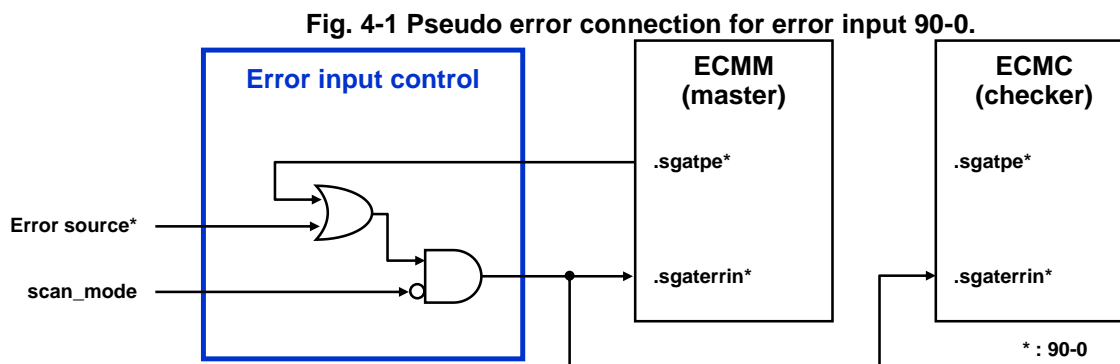 Fig. 4-1 Pseudo error connection for error input 90-0.
Error input control
ECMM
(master)
ECMC
(checker)
.sgatpe*
.sgatpe*
Error source*
.sgaterrin*
.sgaterrin*
scan_mode
* : 90-0